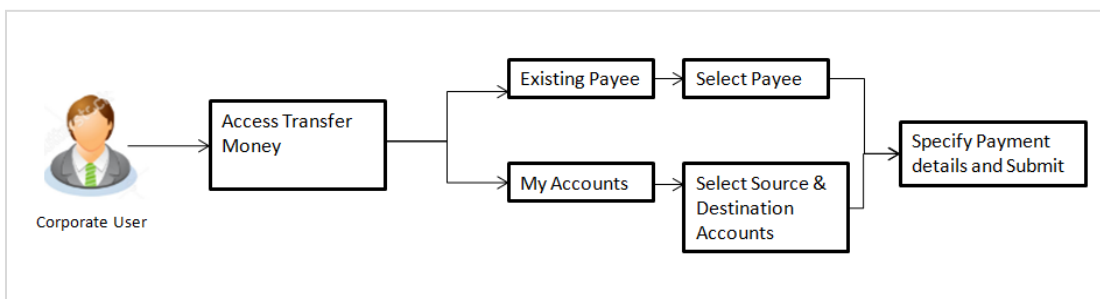 Corporate User
Access Transfer
Money
Existing Payee
Select Payee
My Accounts
Select Source &
Destination
Accounts
Specify Payment
details and Submit